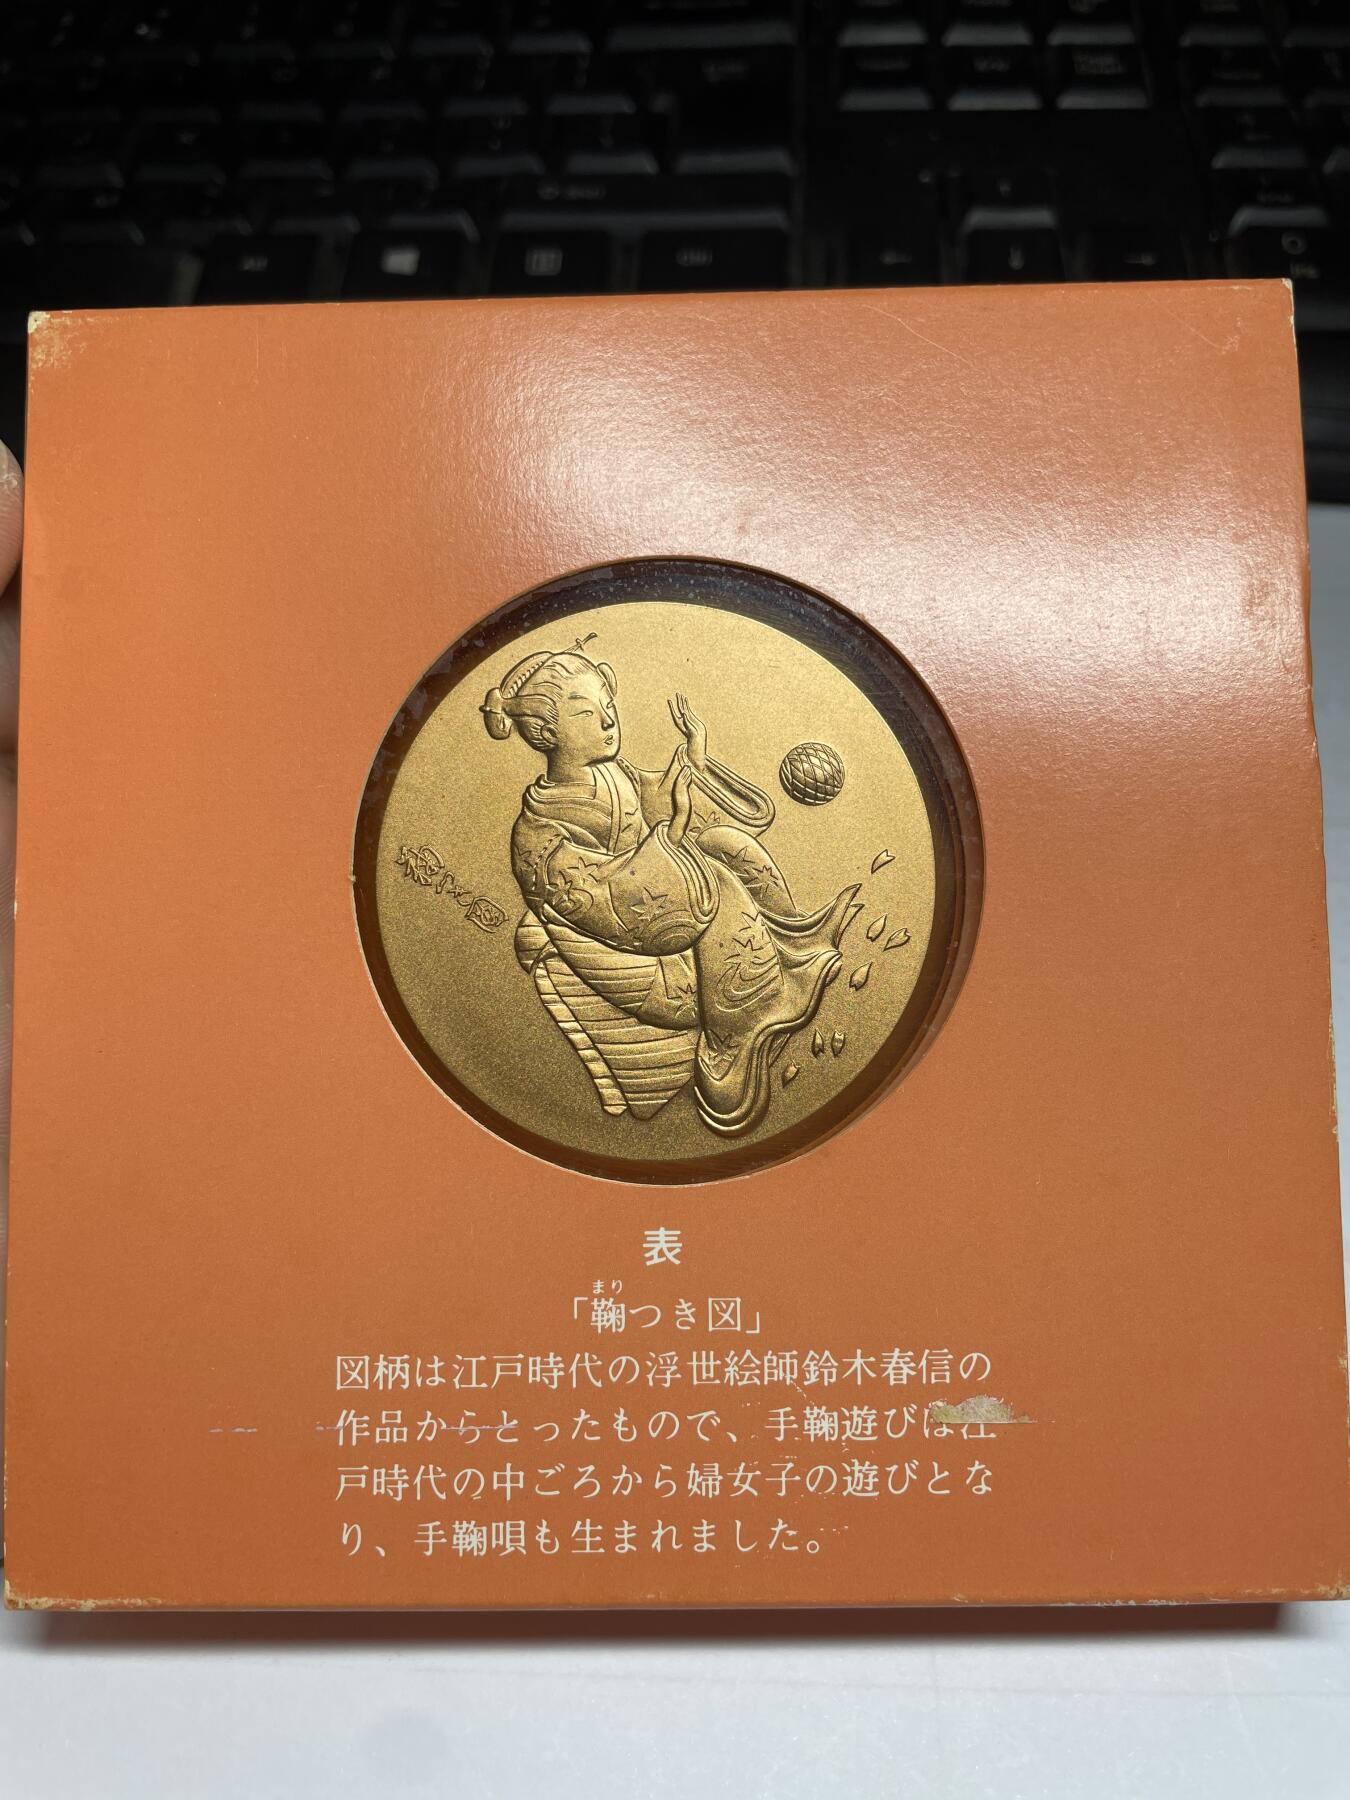 表
まり
「鞠つき図」
図柄は江戸時代の浮世絵師鈴木春信の
作品からとったもので、手鞠遊びは江
戸時代の中ごろから婦女子の遊びとな
り、手鞠唄も生まれました。